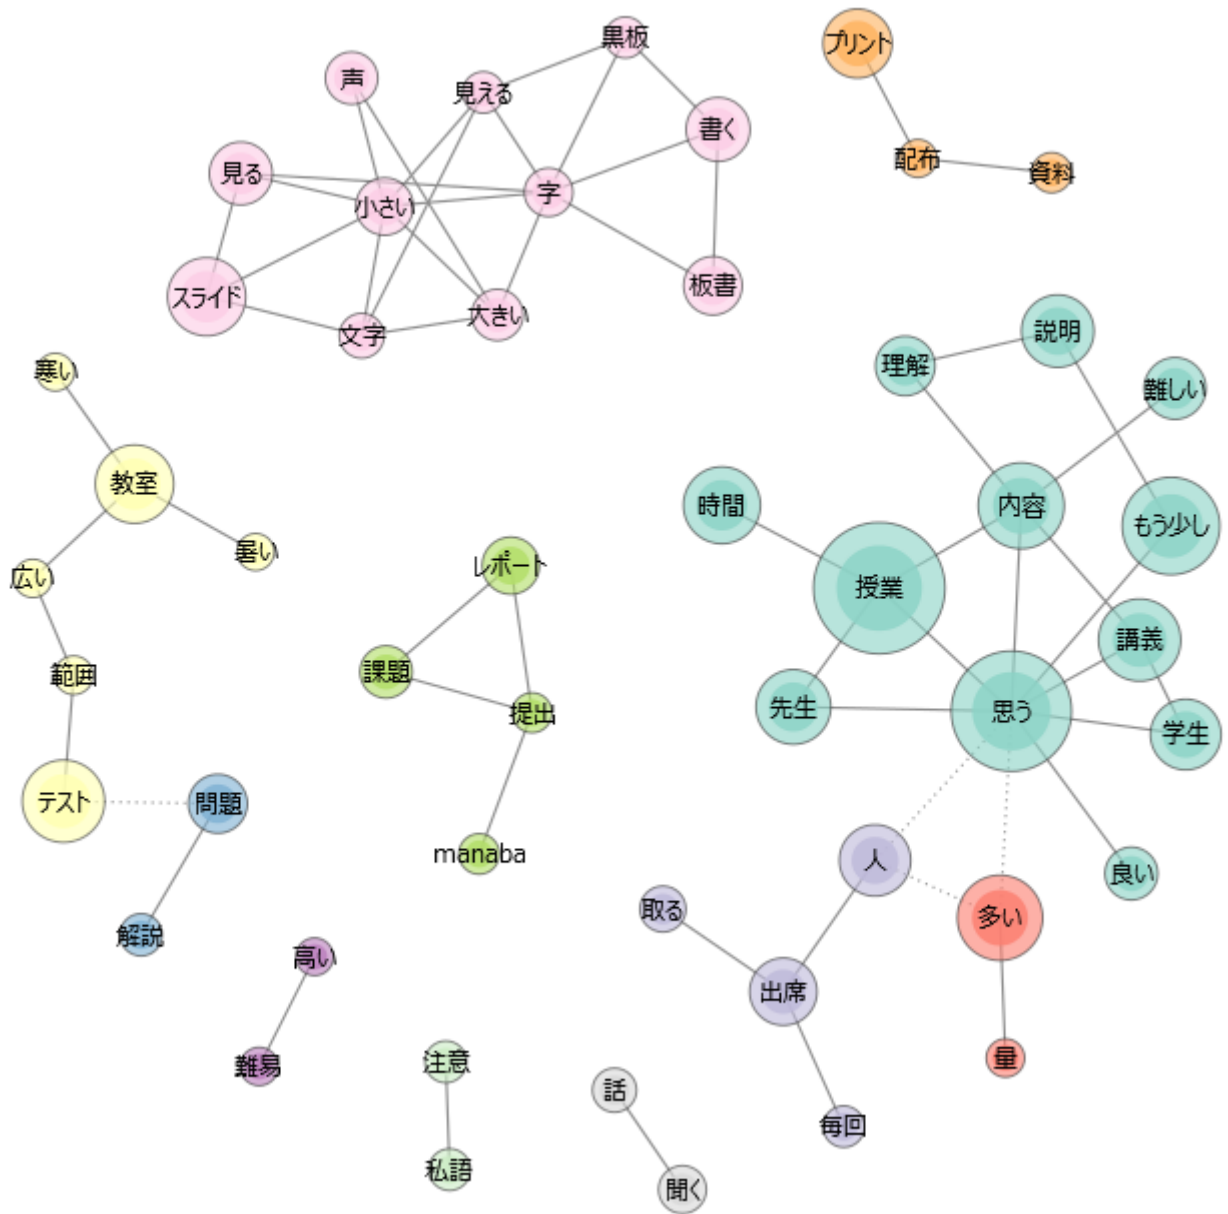 黒板
プリント
声
見える
書く
配布
資料
見る
小さい
字
スライド
文字
大きい
板書
説明
理解
難しい
寒い
教室
時間
内容
もう少し
暑い
広い
レポート
授業
講義
範囲
課題
提出
先生
思う
学生
テスト
問題
manaba
人
良い
取る
多い
解説
高い
出席
難易
注意
量
話
毎回
私語
聞く